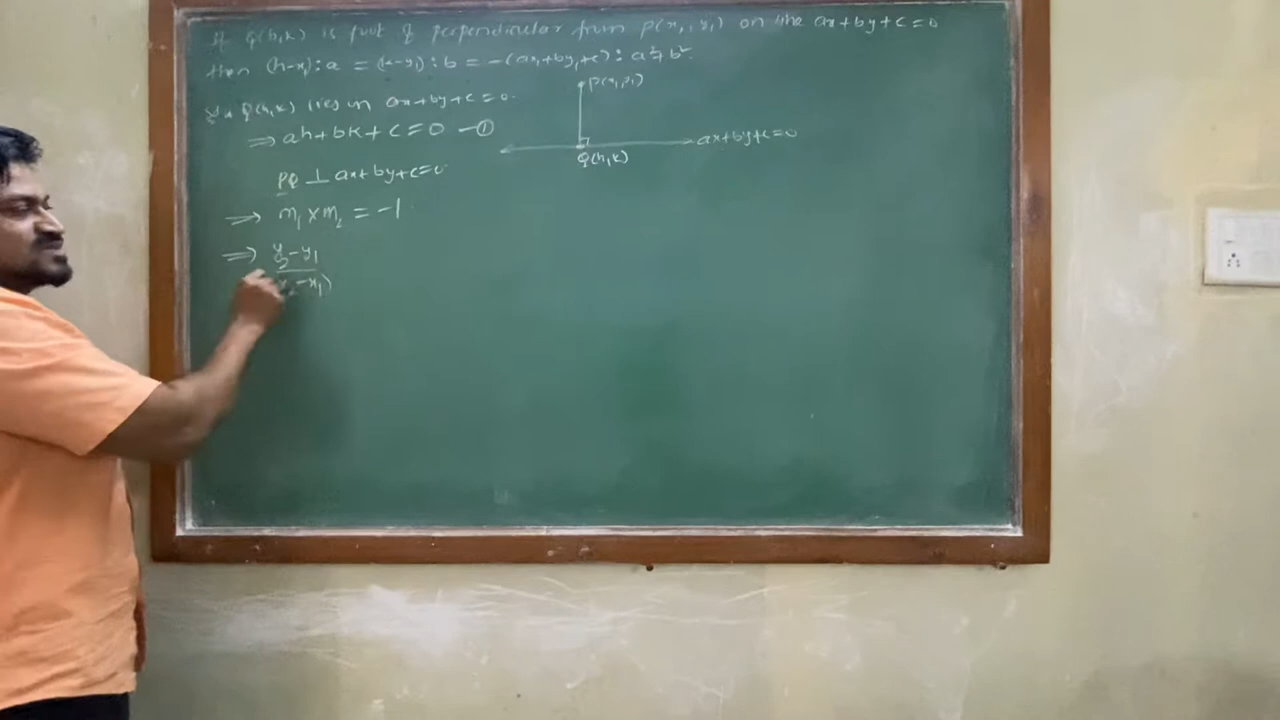 If Q(h,k) is foot of perpendicular from P(x₁,y₁) on the ax+by+c=0
then (h-x₁):a = (k-y₁):b = -(ax₁+by₁+c):a²+b².
Q(h,k) lies on ax+by+c=0.
⇒ ah+bk+c=0 -①
P(x₁,y₁)
ax+by+c=0
Q(h,k)
PQ ⊥ ax+by+c=0
⇒ m₁×m₂ = -1
⇒ y₂-y₁
-x₁)